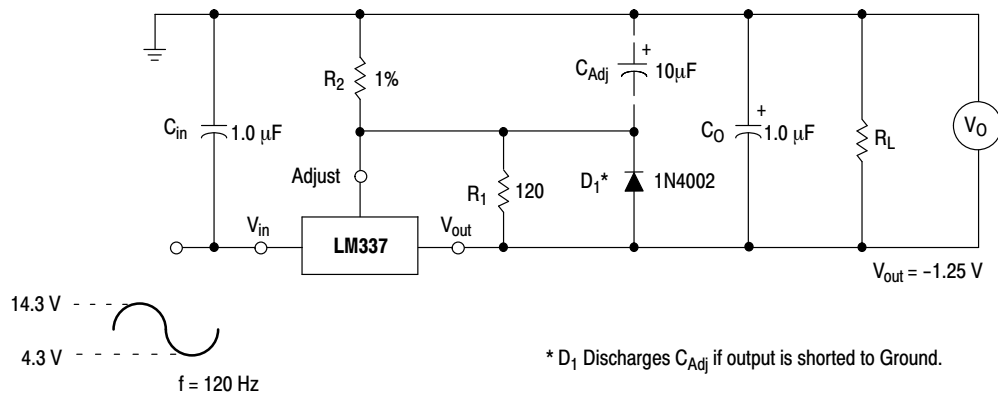 R2 1%
CAdj + 10μF
Cin 1.0 μF
CO + 1.0 μF
RL
VO
Adjust
R1 120
D1* 1N4002
Vin
LM337
Vout
Vout = –1.25 V
14.3 V
4.3 V
f = 120 Hz
* D1 Discharges CAdj if output is shorted to Ground.